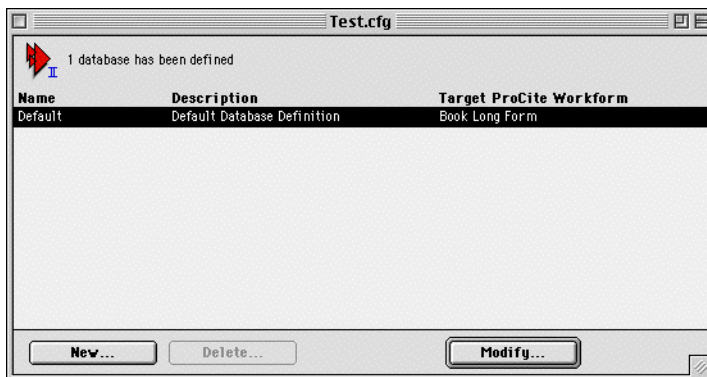 Test.cfg
II
1 database has been defined
Name Description Target ProCite Workform
Default Default Database Definition Book Long Form
New... Delete... Modify...